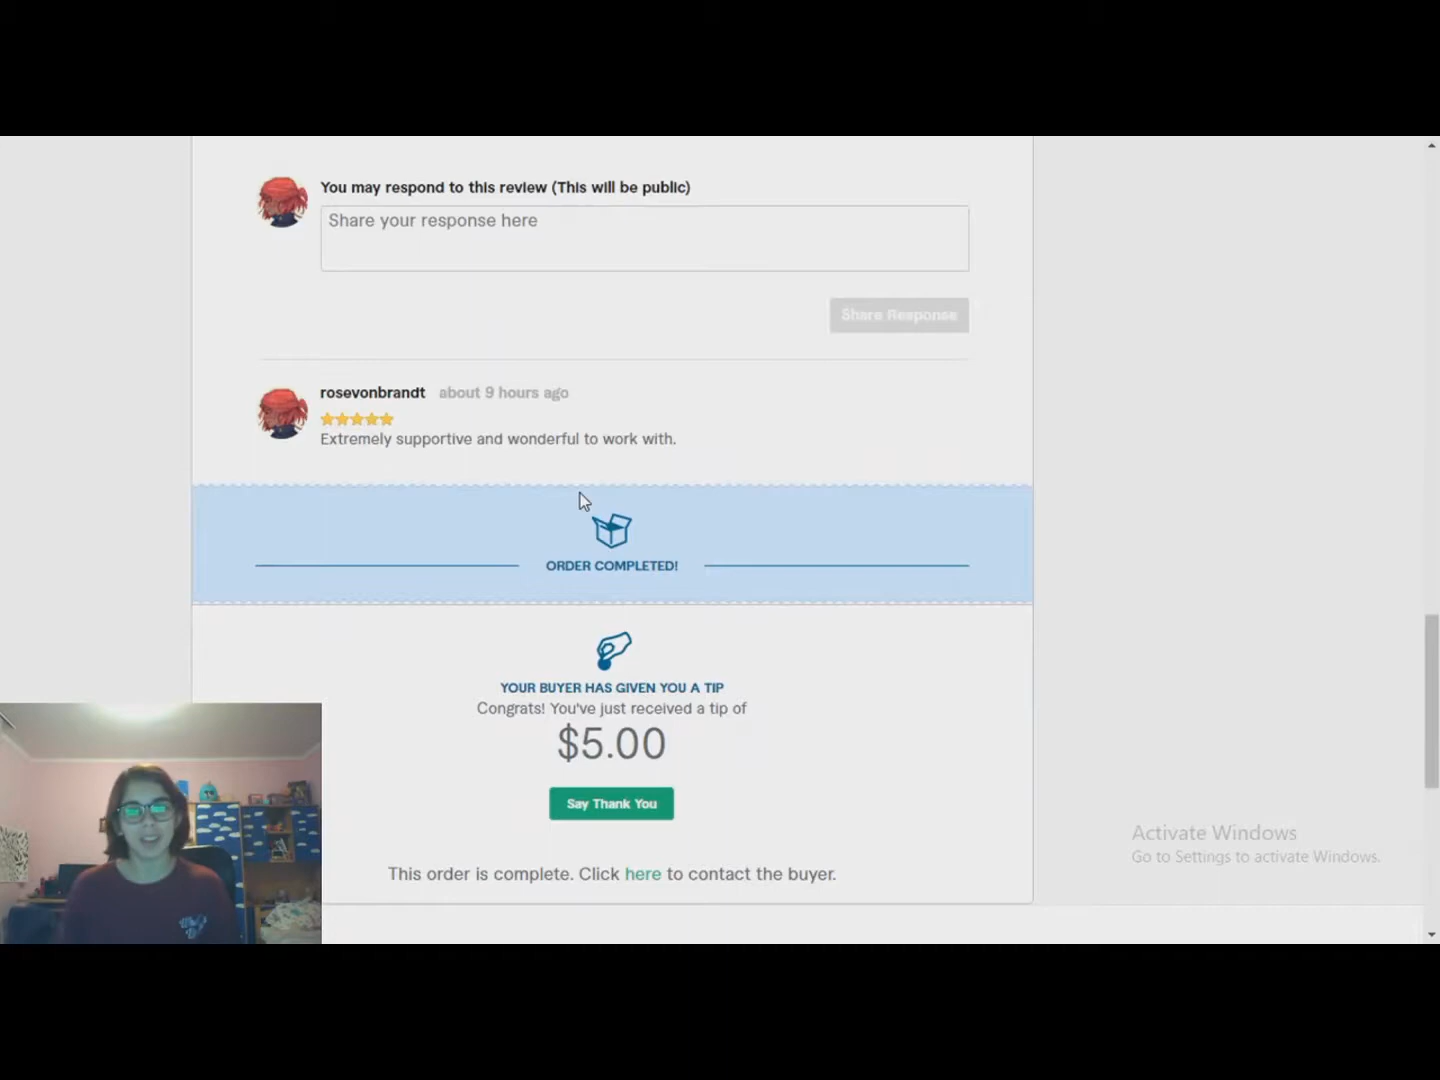 You may respond to this review (This will be public)
Share your response here
Share Response
rosevonbrandt about 9 hours ago
Extremely supportive and wonderful to work with.
ORDER COMPLETED!
YOUR BUYER HAS GIVEN YOU A TIP
Congrats! You've just received a tip of
$5.00
Say Thank You
This order is complete. Click here to contact the buyer.
Activate Windows
Go to Settings to activate Windows.